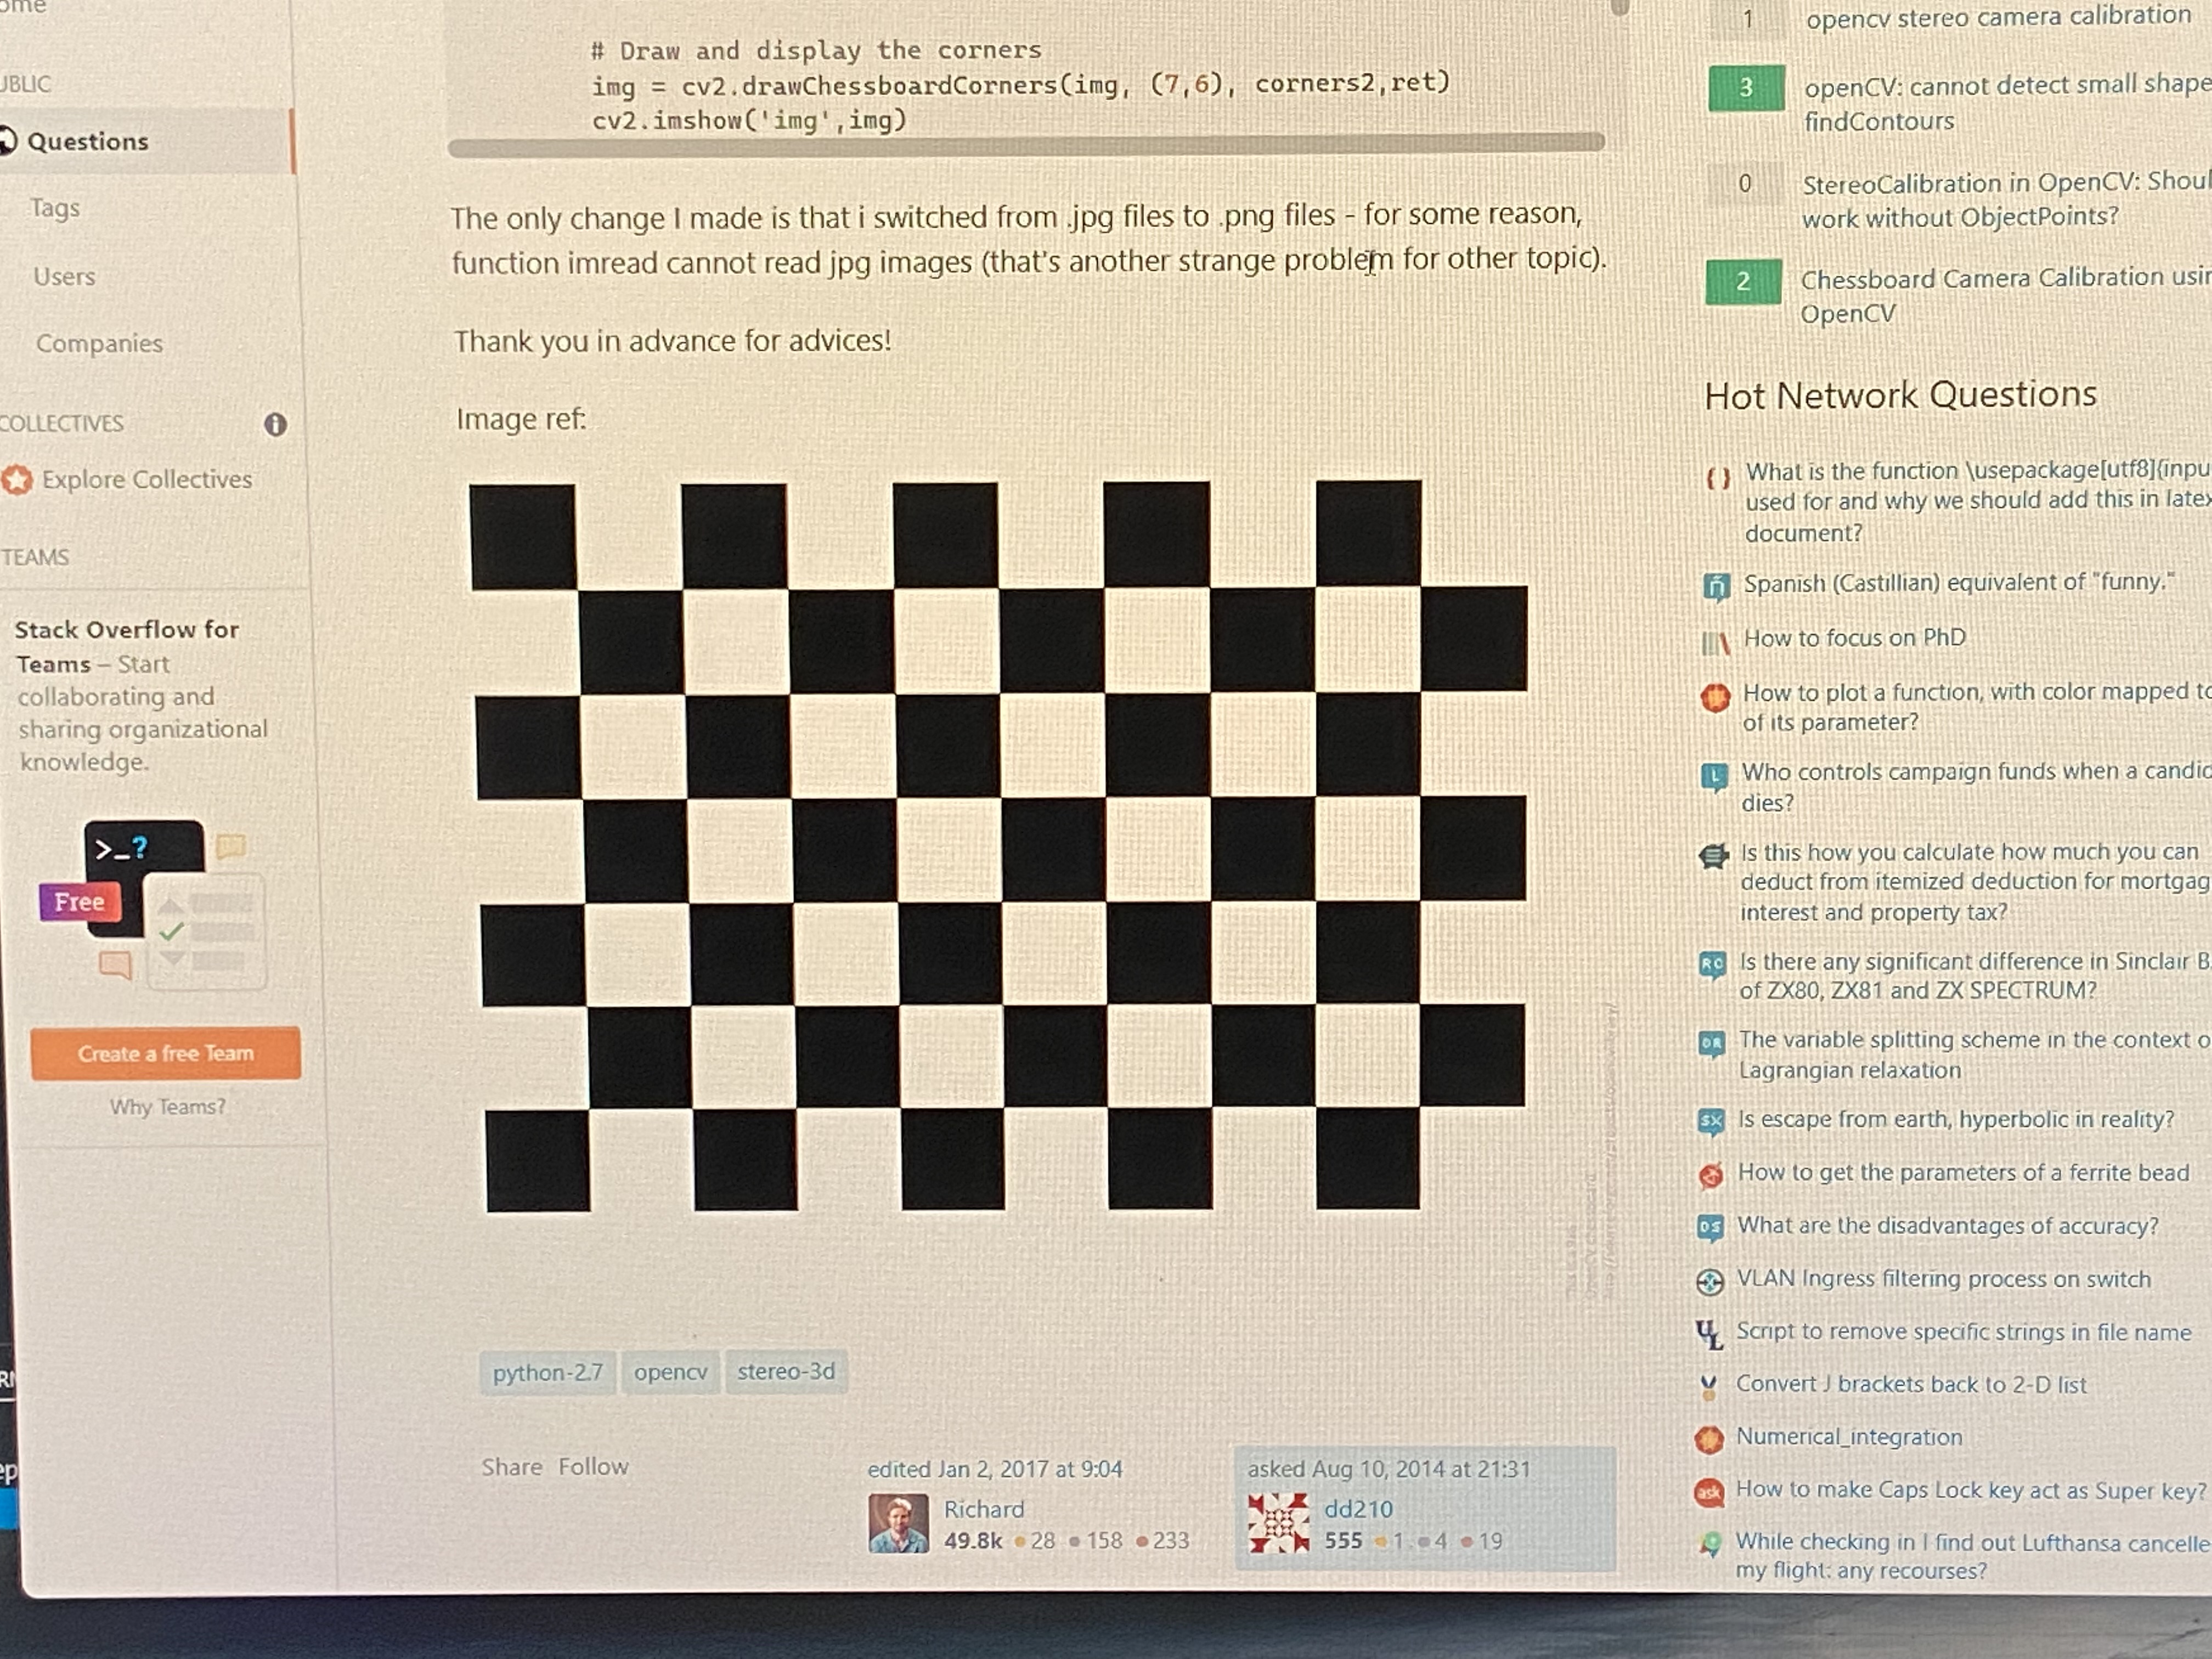 # Draw and display the corners
img = cv2.drawChessboardCorners(img, (7,6), corners2,ret)
cv2.imshow('img',img)
Questions
Tags
Users
Companies
COLLECTIVES
Explore Collectives
TEAMS
Stack Overflow for
Teams – Start
collaborating and
sharing organizational
knowledge.
>_?
Free
Create a free Team
Why Teams?
The only change I made is that i switched from .jpg files to .png files - for some reason,
function imread cannot read jpg images (that's another strange problem for other topic).
Thank you in advance for advices!
Image ref:
python-2.7 opencv stereo-3d
Share Follow
edited Jan 2, 2017 at 9:04
Richard
49.8k 28 158 233
asked Aug 10, 2014 at 21:31
dd210
555 1 4 19
1 opencv stereo camera calibration
3 openCV: cannot detect small shape
findContours
0 StereoCalibration in OpenCV: Shoul
work without ObjectPoints?
2 Chessboard Camera Calibration usin
OpenCV
Hot Network Questions
What is the function \usepackage[utf8]{inpu
used for and why we should add this in latex
document?
Spanish (Castillian) equivalent of "funny."
How to focus on PhD
How to plot a function, with color mapped to
of its parameter?
Who controls campaign funds when a candid
dies?
Is this how you calculate how much you can
deduct from itemized deduction for mortgag
interest and property tax?
Is there any significant difference in Sinclair B
of ZX80, ZX81 and ZX SPECTRUM?
The variable splitting scheme in the context o
Lagrangian relaxation
Is escape from earth, hyperbolic in reality?
How to get the parameters of a ferrite bead
What are the disadvantages of accuracy?
VLAN Ingress filtering process on switch
Script to remove specific strings in file name
Convert J brackets back to 2-D list
Numerical_integration
How to make Caps Lock key act as Super key?
While checking in I find out Lufthansa cancelle
my flight: any recourses?